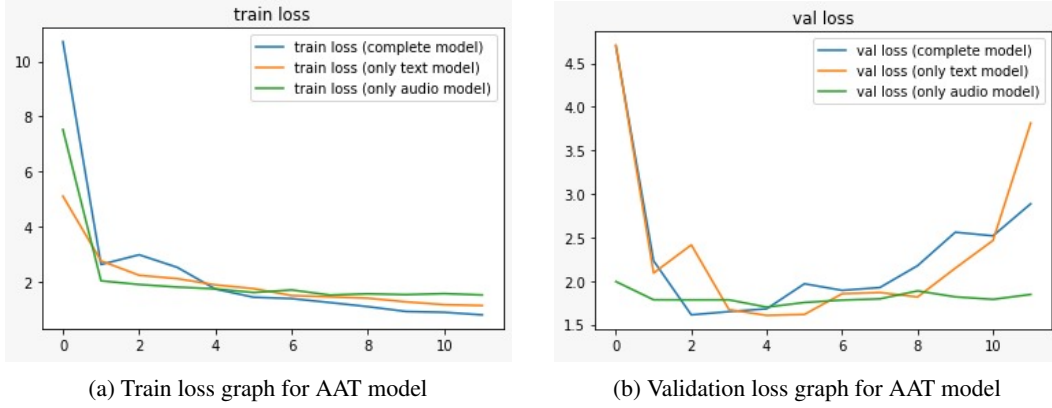 train loss
train loss (complete model)
train loss (only text model)
train loss (only audio model)
10
8
6
4
2
0 2 4 6 8 10
(a) Train loss graph for AAT model
val loss
val loss (complete model)
val loss (only text model)
val loss (only audio model)
4.5
4.0
3.5
3.0
2.5
2.0
1.5
0 2 4 6 8 10
(b) Validation loss graph for AAT model